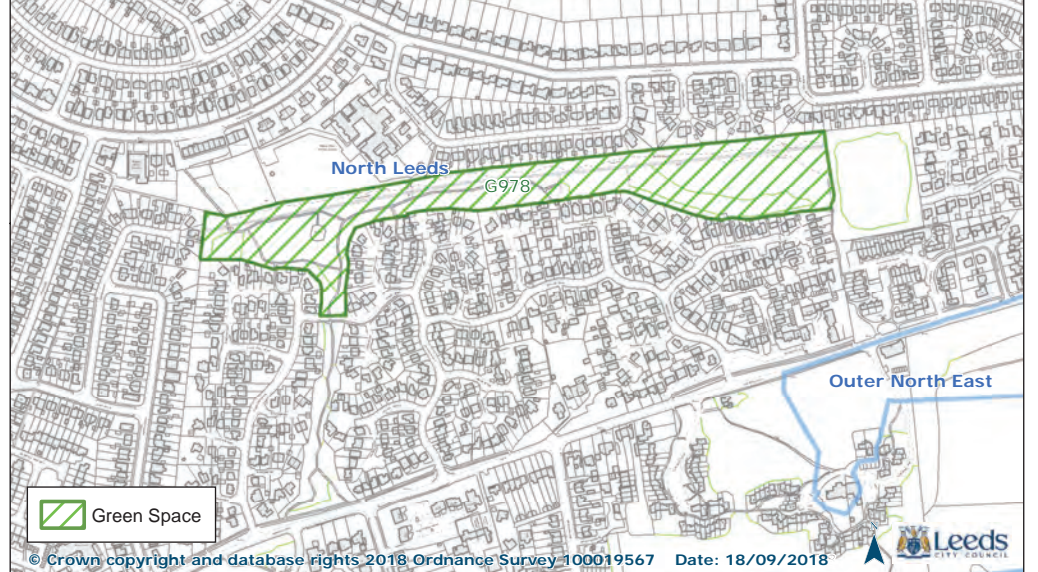 North Leeds
G978
Outer North East
Green Space
N
Leeds
CITY COUNCIL
© Crown copyright and database rights 2018 Ordnance Survey 100019567 Date: 18/09/2018